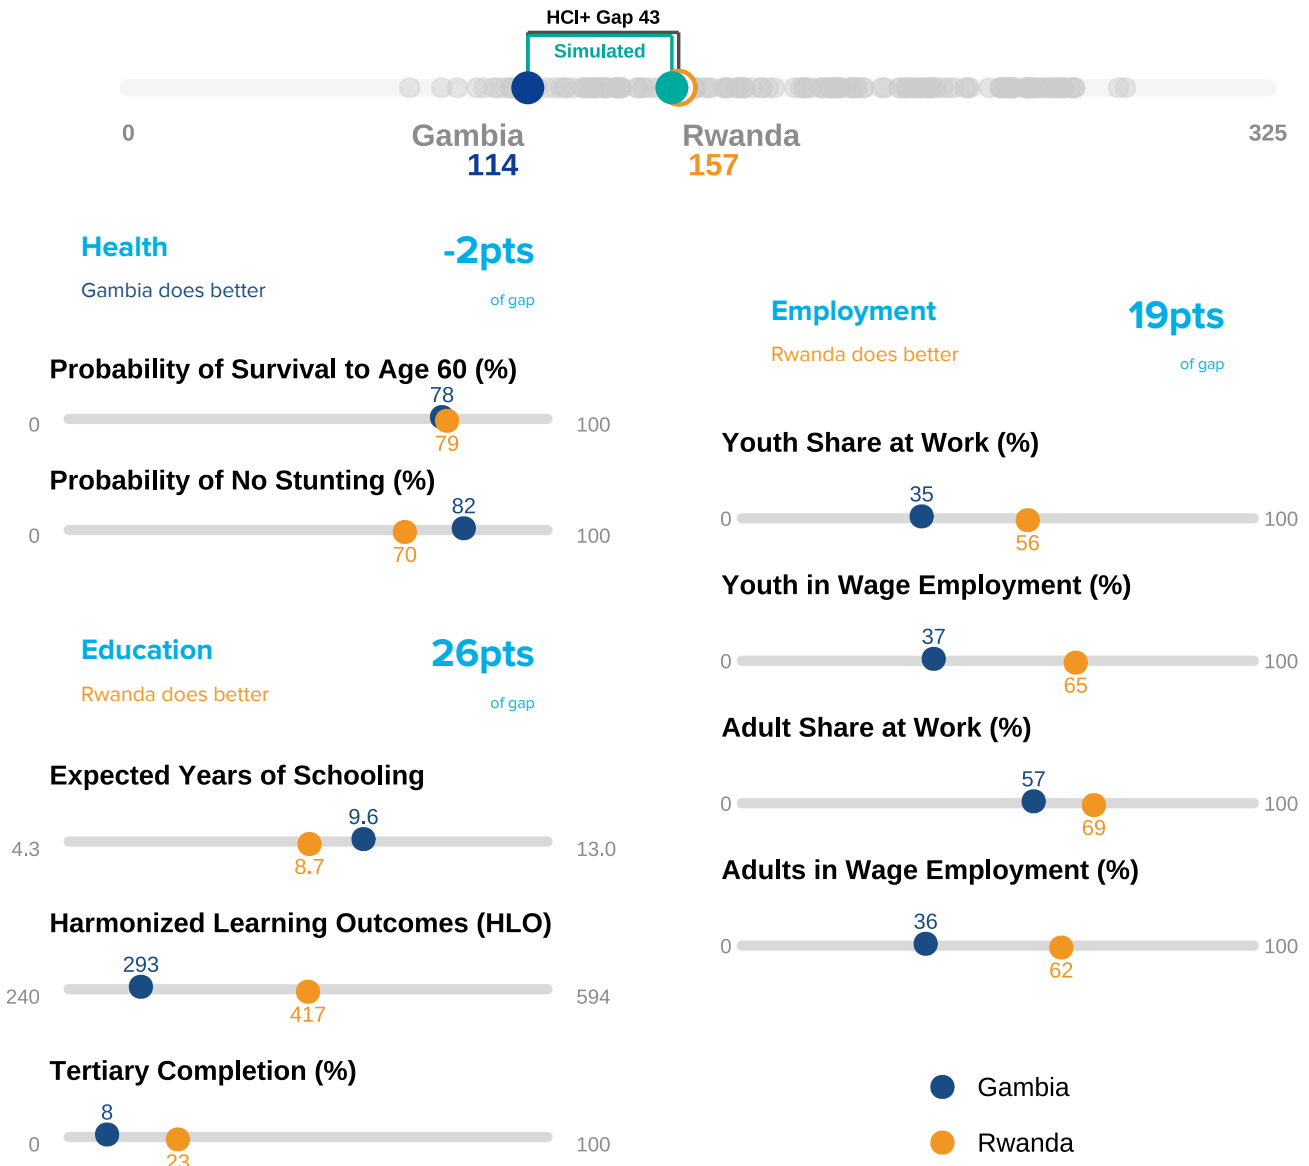 HCI+ Gap 43
Simulated
0
Gambia
114
Rwanda
157
325
Health
-2pts
Gambia does better
of gap
Probability of Survival to Age 60 (%)
78
0
100
79
Probability of No Stunting (%)
82
0
100
70
Education
26pts
Rwanda does better
of gap
Expected Years of Schooling
9.6
4.3
13.0
8.7
Harmonized Learning Outcomes (HLO)
293
240
594
417
Tertiary Completion (%)
8
0
100
23
Employment
19pts
Rwanda does better
of gap
Youth Share at Work (%)
35
0
100
56
Youth in Wage Employment (%)
37
0
100
65
Adult Share at Work (%)
57
0
100
69
Adults in Wage Employment (%)
36
0
100
62
Gambia
Rwanda